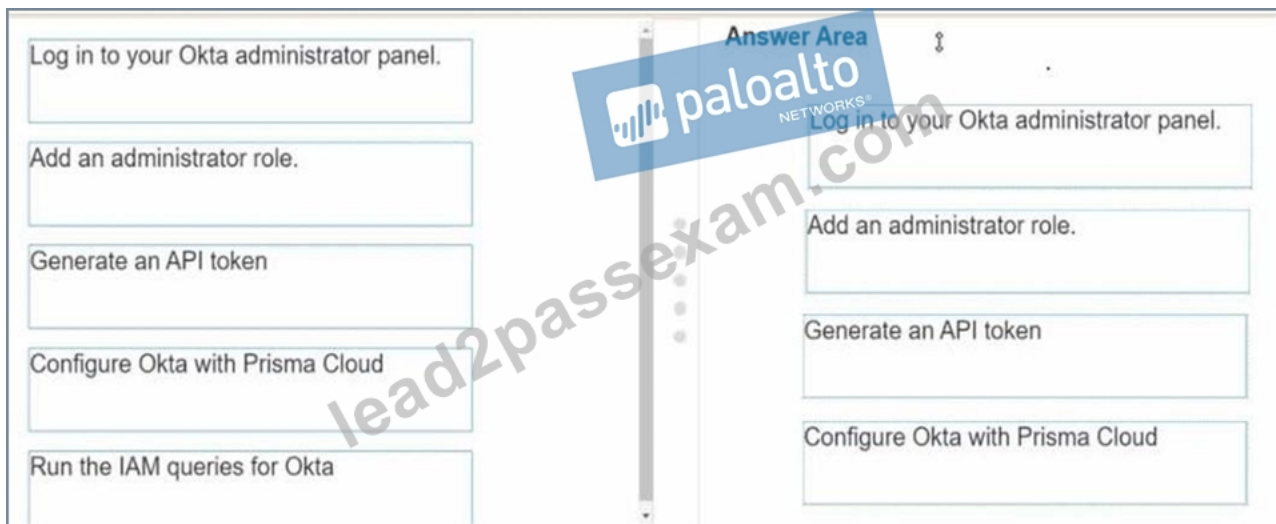 Log in to your Okta administrator panel.
Add an administrator role.
Generate an API token
Configure Okta with Prisma Cloud
Run the IAM queries for Okta
Answer Area
paloalto
NETWORKS®
Log in to your Okta administrator panel.
Add an administrator role.
Generate an API token
Configure Okta with Prisma Cloud
lead2passexam.com